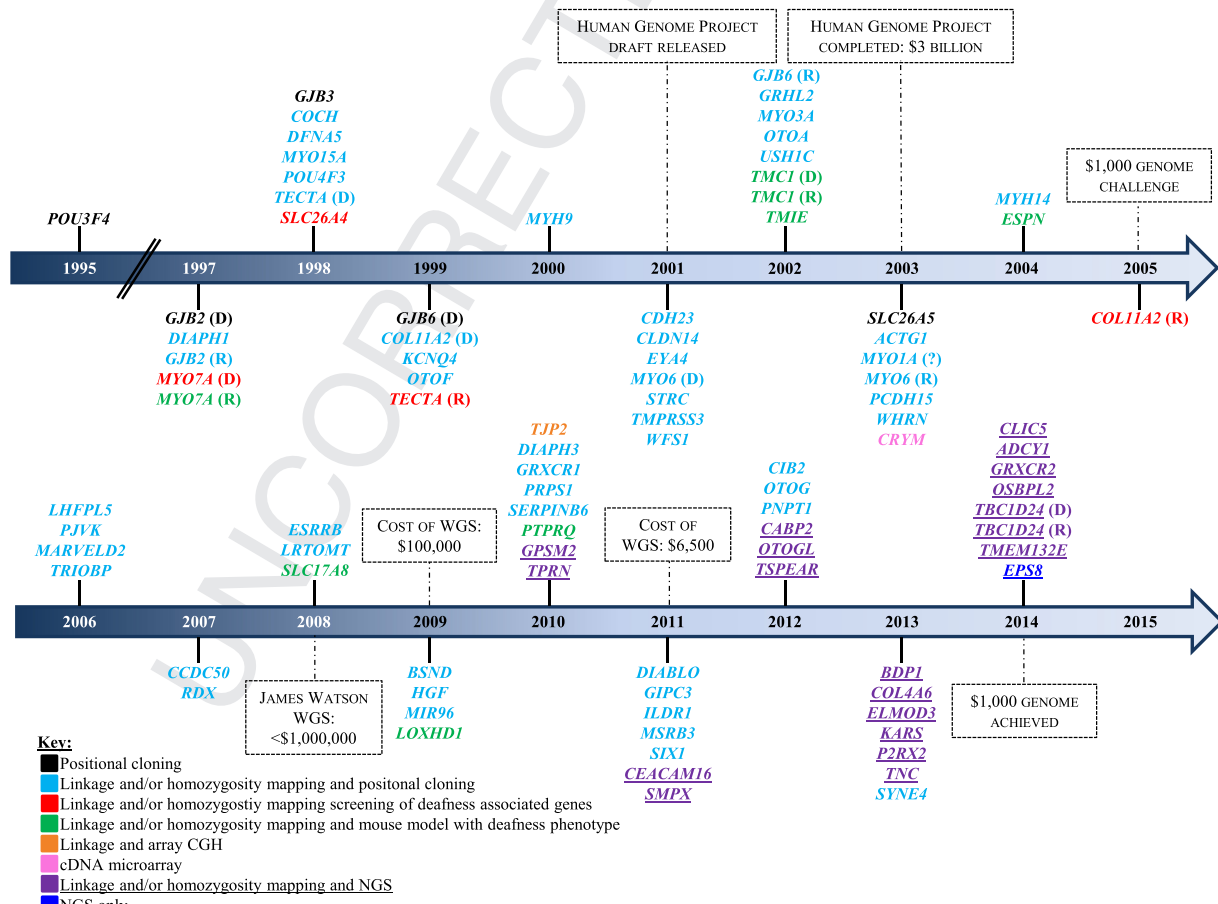 HUMAN GENOME PROJECT
DRAFT RELEASED
HUMAN GENOME PROJECT
COMPLETED: $3 BILLION
GJB3
COCH
DFNA5
MYO15A
POU4F3
TECTA (D)
SLC26A4
GJB6 (R)
GRHL2
MYO3A
OTOA
USH1C
TMC1 (D)
TMC1 (R)
TMIE
$1,000 GENOME
CHALLENGE
POU3F4
MYH9
MYH14
ESPN
1995 1997 1998 1999 2000 2001 2002 2003 2004 2005
GJB2 (D)
DIAPH1
GJB2 (R)
MYO7A (D)
MYO7A (R)
GJB6 (D)
COL11A2 (D)
KCNQ4
OTOF
TECTA (R)
CDH23
CLDN14
EYA4
MYO6 (D)
STRC
TMPRSS3
WFS1
SLC26A5
ACTG1
MYO1A (?)
MYO6 (R)
PCDH15
WHRN
CRYM
COL11A2 (R)
LHFPL5
PJVK
MARVELD2
TRIOBP
ESRRB
LRTOMT
SLC17A8
COST OF WGS:
$100,000
TJP2
DIAPH3
GRXCR1
PRPS1
SERPINB6
PTPRQ
GPSM2
TPRN
COST OF
WGS: $6,500
CIB2
OTOG
PNPT1
CABP2
OTOGL
TSPEAR
CLIC5
ADCY1
GRXCR2
OSBPL2
TBC1D24 (D)
TBC1D24 (R)
TMEM132E
EPS8
2006 2007 2008 2009 2010 2011 2012 2013 2014 2015
CCDC50
RDX
JAMES WATSON
WGS:
<$1,000,000
BSND
HGF
MIR96
LOXHD1
DIABLO
GIPC3
ILDR1
MSRB3
SIX1
CEACAM16
SMPX
BDP1
COL4A6
ELMOD3
KARS
P2RX2
TNC
SYNE4
$1,000 GENOME
ACHIEVED
Key:
Positional cloning
Linkage and/or homozygosity mapping and positonal cloning
Linkage and/or homozygostiy mapping screening of deafness associated genes
Linkage and/or homozygosity mapping and mouse model with deafness phenotype
Linkage and array CGH
cDNA microarray
Linkage and/or homozygosity mapping and NGS
NGS only
UNCORRECT